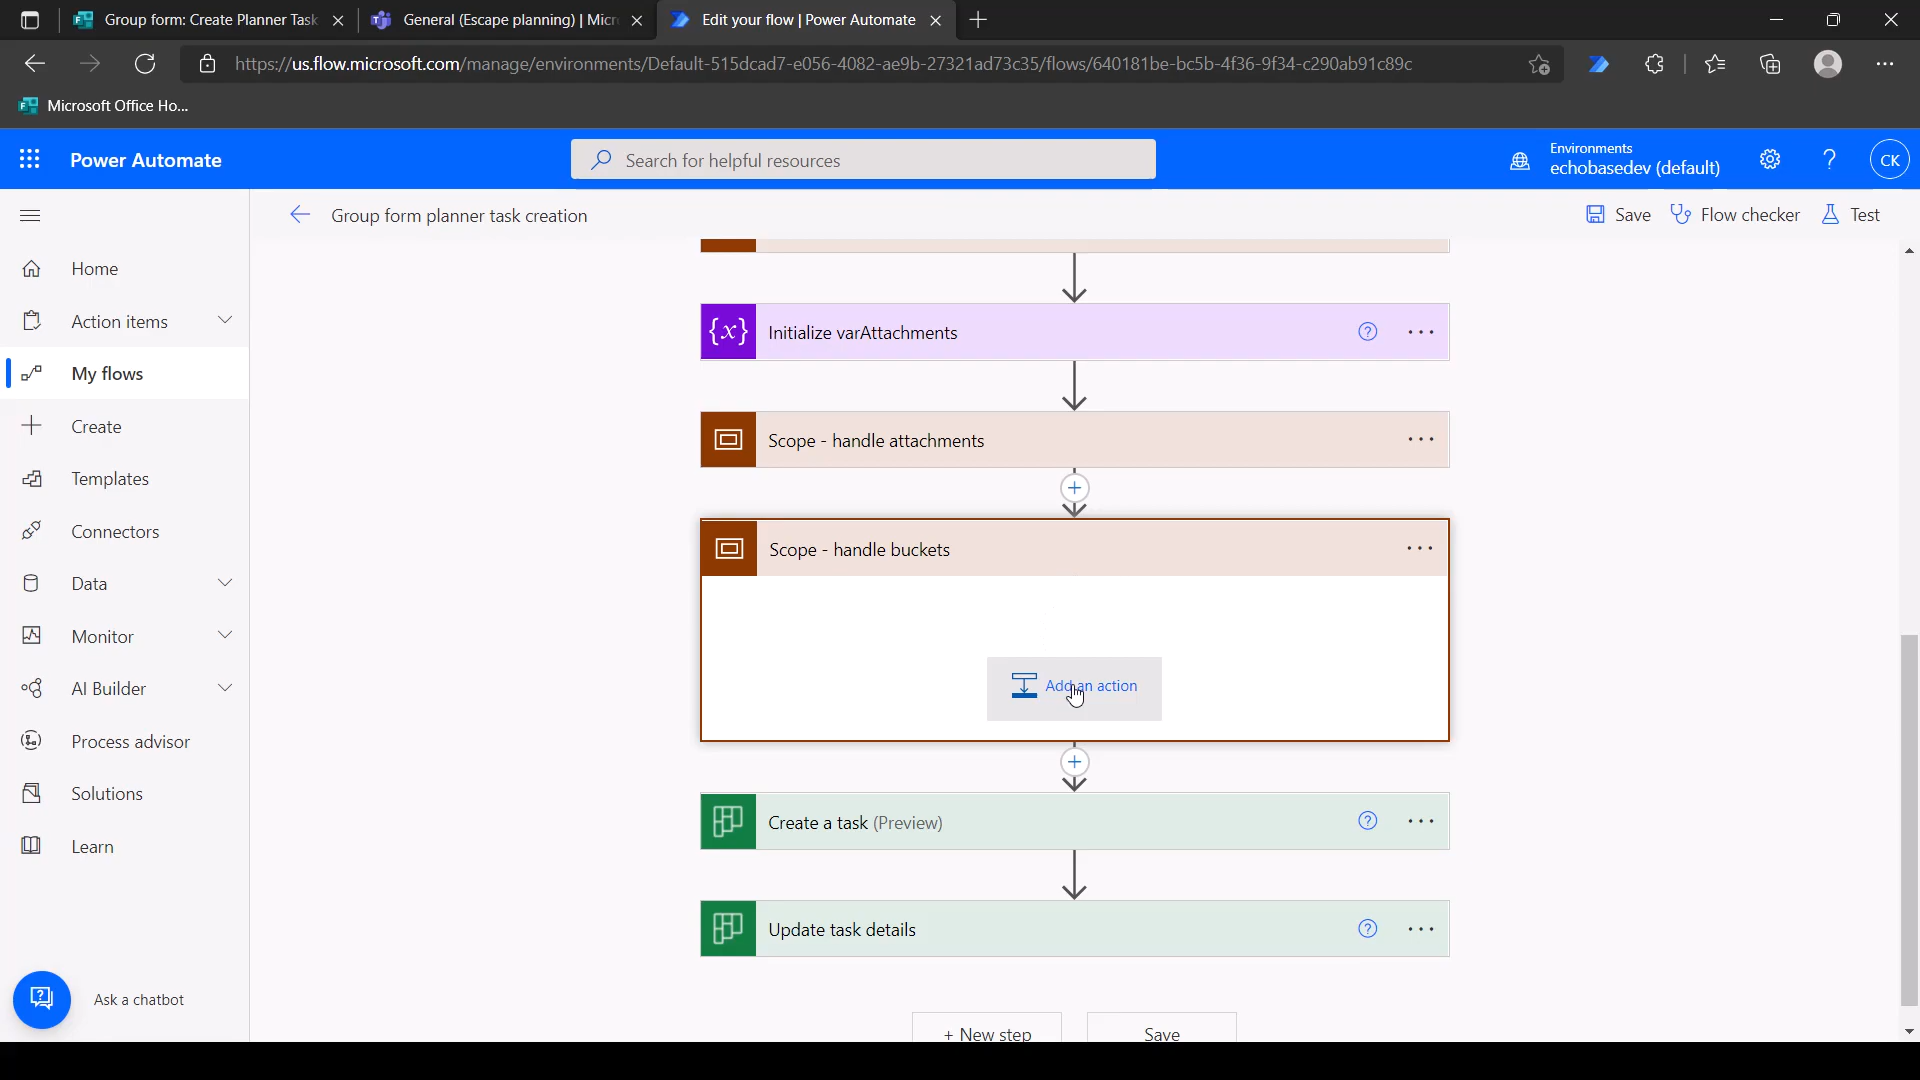 Group form: Create Planner Task
General (Escape planning) | Micr
Edit your flow | Power Automate
https://us.flow.microsoft.com/manage/environments/Default-515dcad7-e056-4082-ae9b-27321ad73c35/flows/640181be-bc5b-4f36-9f34-c290ab91c89c
Microsoft Office Ho...
Power Automate
Search for helpful resources
Environments
echobasedev (default)
CK
Group form planner task creation
Save
Flow checker
Test
Home
Action items
My flows
Create
Templates
Connectors
Data
Monitor
AI Builder
Process advisor
Solutions
Learn
Ask a chatbot
{x} Initialize varAttachments
Scope - handle attachments
Scope - handle buckets
Add an action
Create a task (Preview)
Update task details
+ New step
Save